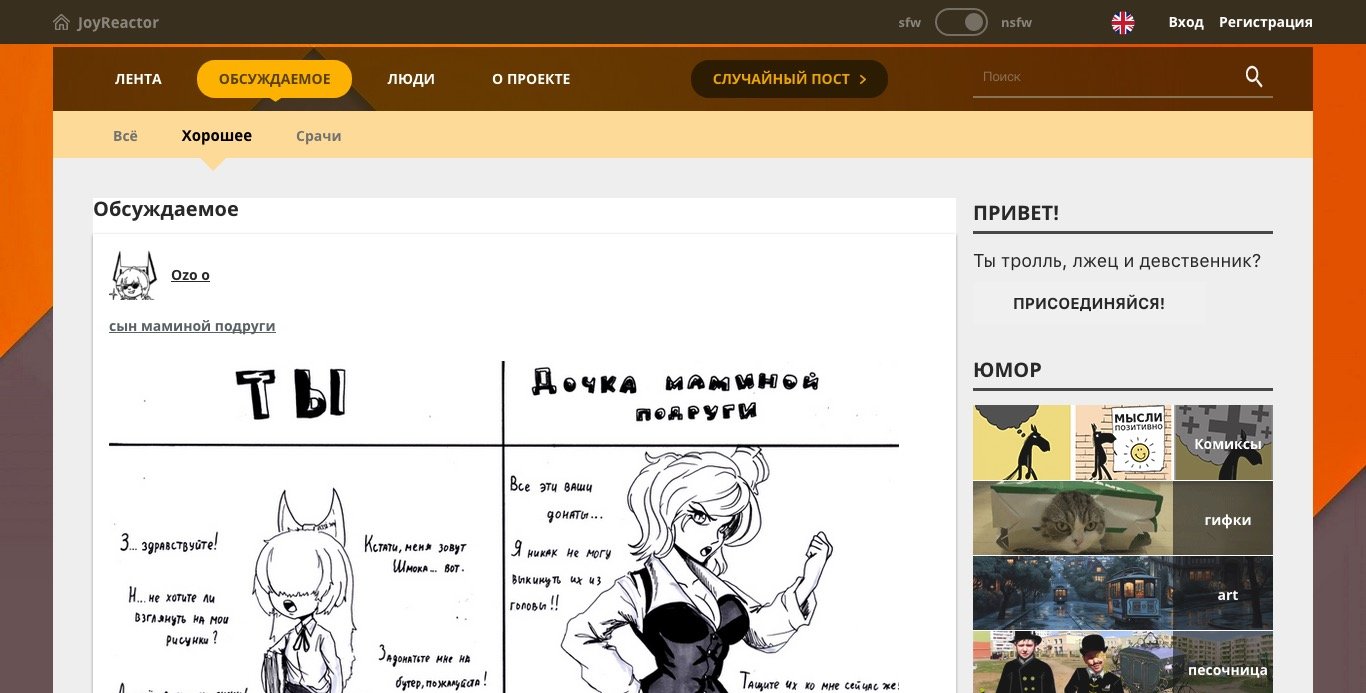 JoyReactor
sfw
nsfw
Вход
Регистрация
ЛЕНТА
ОБСУЖДАЕМОЕ
ЛЮДИ
О ПРОЕКТЕ
СЛУЧАЙНЫЙ ПОСТ
Поиск
Всё
Хорошее
Срачи
Обсуждаемое
Ozo o
сын маминой подруги
ТЫ
Дочка маминой
подруги
З... здравствуйте!
Н...не хотите ли
взглянуть на мои
рисунки?
Кстати, меня зовут
Шмока... вот.
Задонатьте мне на
бутер, пожалуйста!
Все эти ваши
донаты...
Я никак не могу
выкинуть их из
головы!!
Тащите их ко мне сейчас же!
ПРИВЕТ!
Ты тролль, лжец и девственник?
ПРИСОЕДИНЯЙСЯ!
ЮМОР
МЫСЛИ
ПОЗИТИВНО
Комиксы
гифки
art
песочница